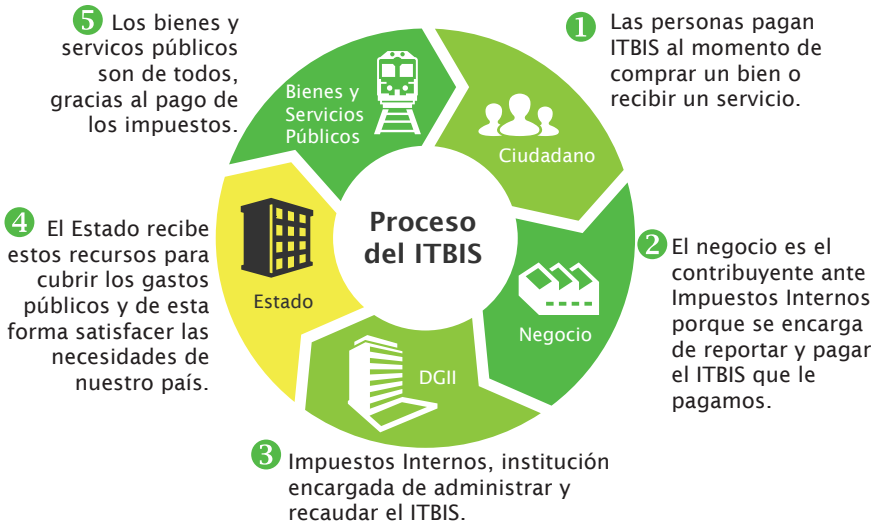 Proceso
del ITBIS
1 Las personas pagan
ITBIS al momento de
comprar un bien o
recibir un servicio.
Ciudadano
2 El negocio es el
contribuyente ante
Impuestos Internos
porque se encarga
de reportar y pagar
el ITBIS que le
pagamos.
Negocio
3 Impuestos Internos, institución
encargada de administrar y
recaudar el ITBIS.
DGII
4 El Estado recibe
estos recursos para
cubrir los gastos
públicos y de esta
forma satisfacer las
necesidades de
nuestro país.
Estado
5 Los bienes y
servicos públicos
son de todos,
gracias al pago de
los impuestos.
Bienes y
Servicios
Públicos